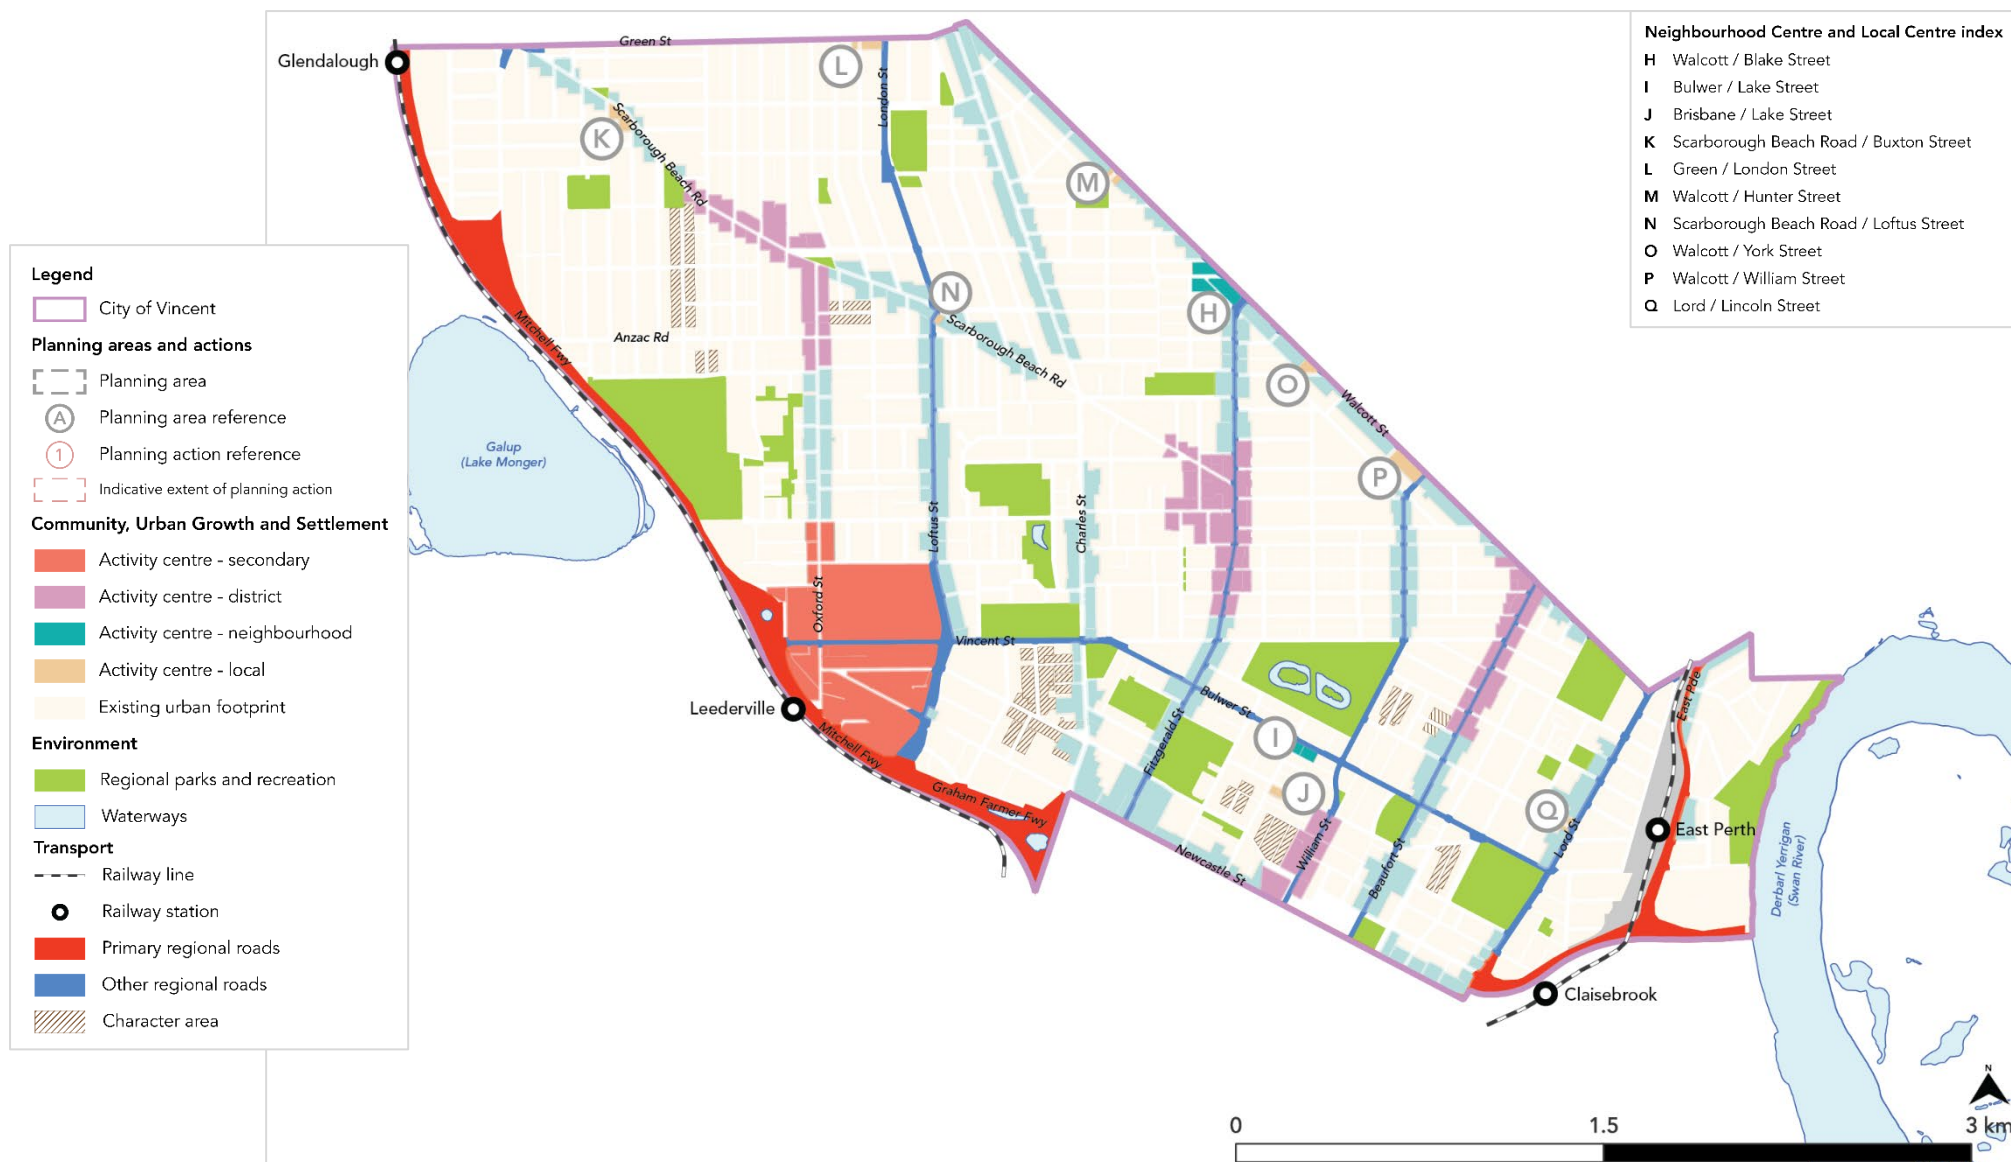 Neighbourhood Centre and Local Centre index
H Walcott / Blake Street
I Bulwer / Lake Street
J Brisbane / Lake Street
K Scarborough Beach Road / Buxton Street
L Green / London Street
M Walcott / Hunter Street
N Scarborough Beach Road / Loftus Street
O Walcott / York Street
P Walcott / William Street
Q Lord / Lincoln Street
Legend
City of Vincent
Planning areas and actions
Planning area
A Planning area reference
1 Planning action reference
Indicative extent of planning action
Community, Urban Growth and Settlement
Activity centre - secondary
Activity centre - district
Activity centre - neighbourhood
Activity centre - local
Existing urban footprint
Environment
Regional parks and recreation
Waterways
Transport
Railway line
Railway station
Primary regional roads
Other regional roads
Character area
Glendalough
Green St
L
London St
K
Scarborough Beach Rd
M
N
H
Scarborough Beach Rd
Mitchell Fwy
Anzac Rd
O
Walcott St
Galup
(Lake Monger)
P
Loftus St
Charles St
Oxford St
Vincent St
Leederville
Mitchell Fwy
Bulwer St
Fitzgerald St
I
East Pde
Graham Farmer Fwy
J
Q
Lord St
East Perth
William St
Newcastle St
Beaufort St
Derbarl Yerrigan
(Swan River)
Claisebrook
N
0 1.5 3 km